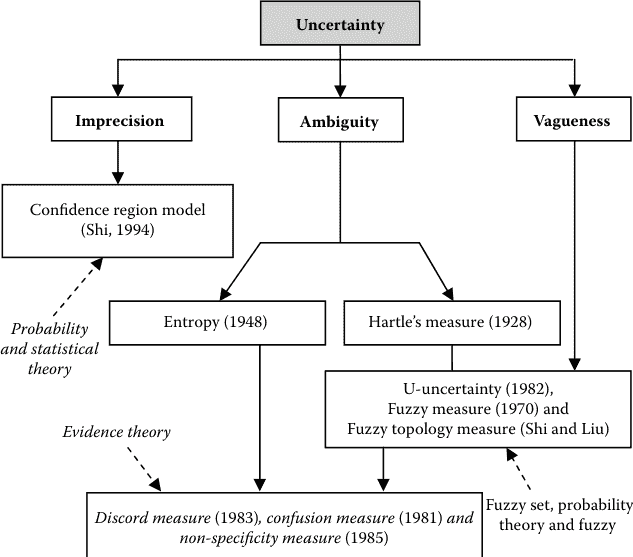 Uncertainty
Imprecision
Ambiguity
Vagueness
Confidence region model
(Shi, 1994)
Probability
and statistical
theory
Entropy (1948)
Hartle's measure (1928)
U-uncertainty (1982),
Fuzzy measure (1970) and
Fuzzy topology measure (Shi and Liu)
Evidence theory
Discord measure (1983), confusion measure (1981) and
non-specificity measure (1985)
Fuzzy set, probability
theory and fuzzy